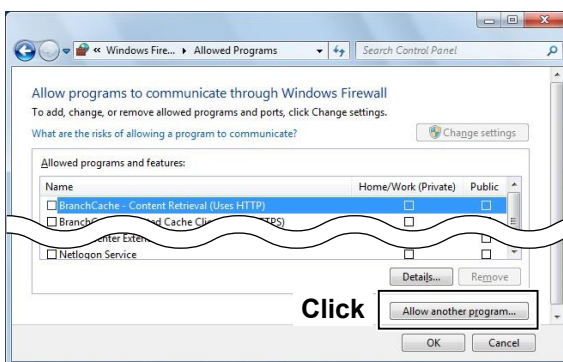 « Windows Fire... ▸ Allowed Programs
Search Control Panel
Allow programs to communicate through Windows Firewall
To add, change, or remove allowed programs and ports, click Change settings.
What are the risks of allowing a program to communicate?
Change settings
Allowed programs and features:
Name Home/Work (Private) Public
BranchCache - Content Retrieval (Uses HTTP)
Netlogon Service
Details... Remove
Click
Allow another program...
OK Cancel